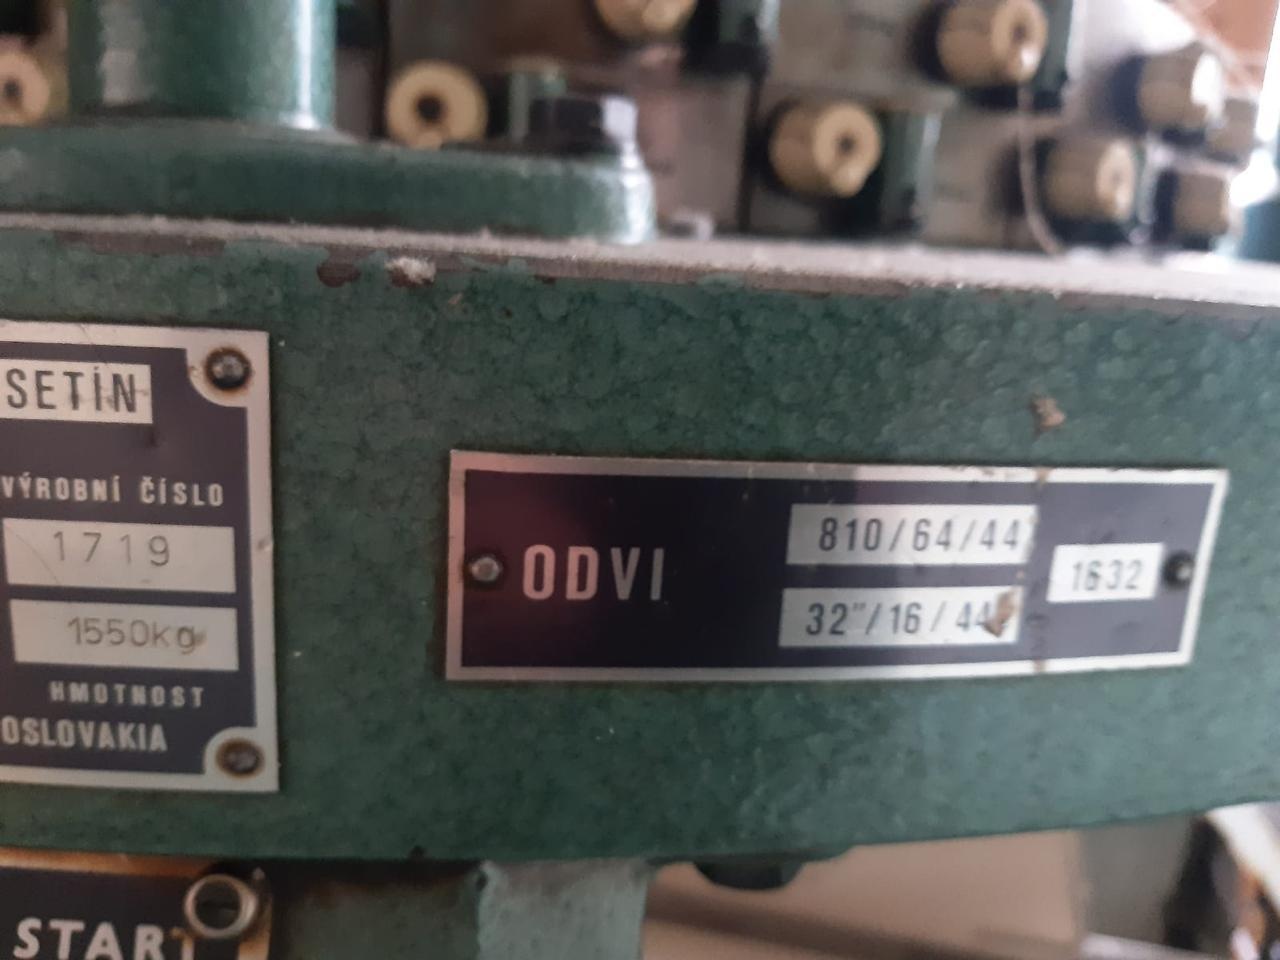 SETÍN
VÝROBNÍ ČÍSLO
1719
1550kg
HMOTNOST
OSLOVAKIA
ODVI
810/64/44
32"/16/44
1632
START